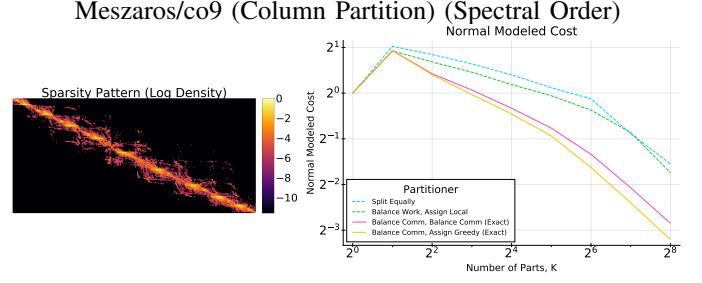 Meszaros/co9 (Column Partition) (Spectral Order)
Sparsity Pattern (Log Density)
0
−2
−4
−6
−8
−10
Normal Modeled Cost
Normal Modeled Cost
2^1
2^0
2^−1
2^−2
2^−3
Partitioner
Split Equally
Balance Work, Assign Local
Balance Comm, Balance Comm (Exact)
Balance Comm, Assign Greedy (Exact)
2^0 2^2 2^4 2^6 2^8
Number of Parts, K